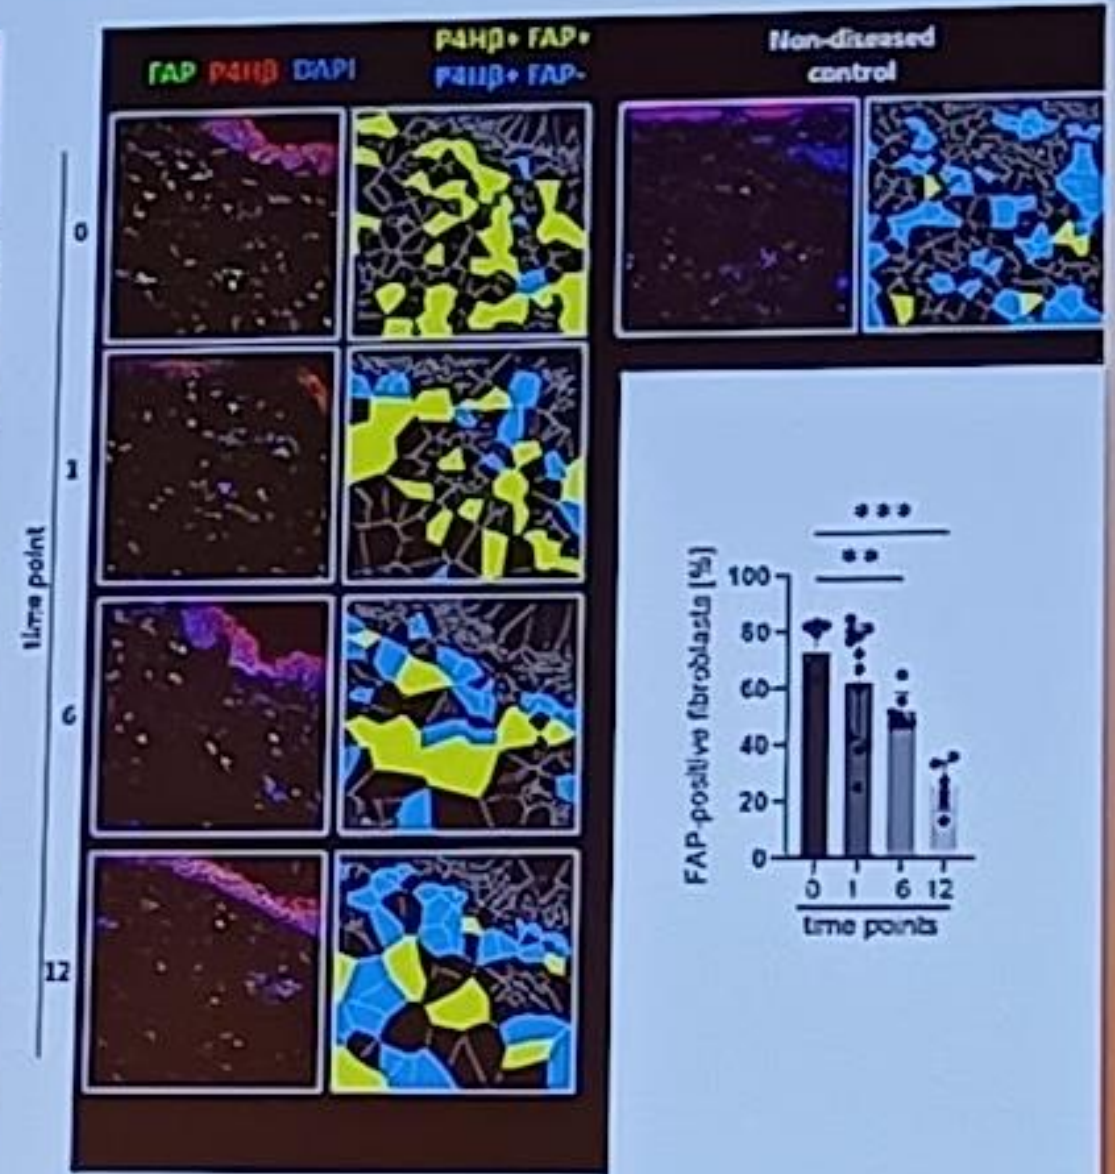 FAP P4Hβ DAPI
P4Hβ+ FAP+
P4Hβ+ FAP-
Non-diseased
control
time point
0
1
6
12
***
**
FAP-positive fibroblasts [%]
100
80
60
40
20
0
0 1 6 12
time points